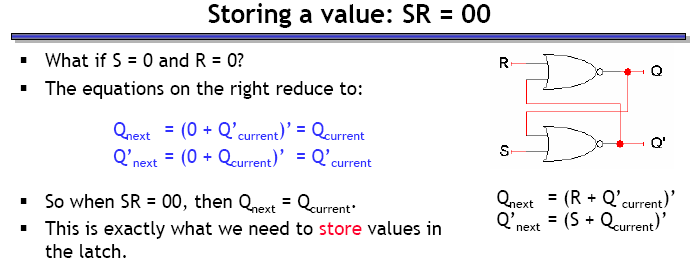 Storing a value: SR = 00
▪ What if S = 0 and R = 0?
▪ The equations on the right reduce to:
Qnext = (0 + Q’current)’ = Qcurrent
Q’next = (0 + Qcurrent)’ = Q’current
▪ So when SR = 00, then Qnext = Qcurrent.
▪ This is exactly what we need to store values in
the latch.
R
Q
S
Q'
Qnext = (R + Q’current)’
Q’next = (S + Qcurrent)’